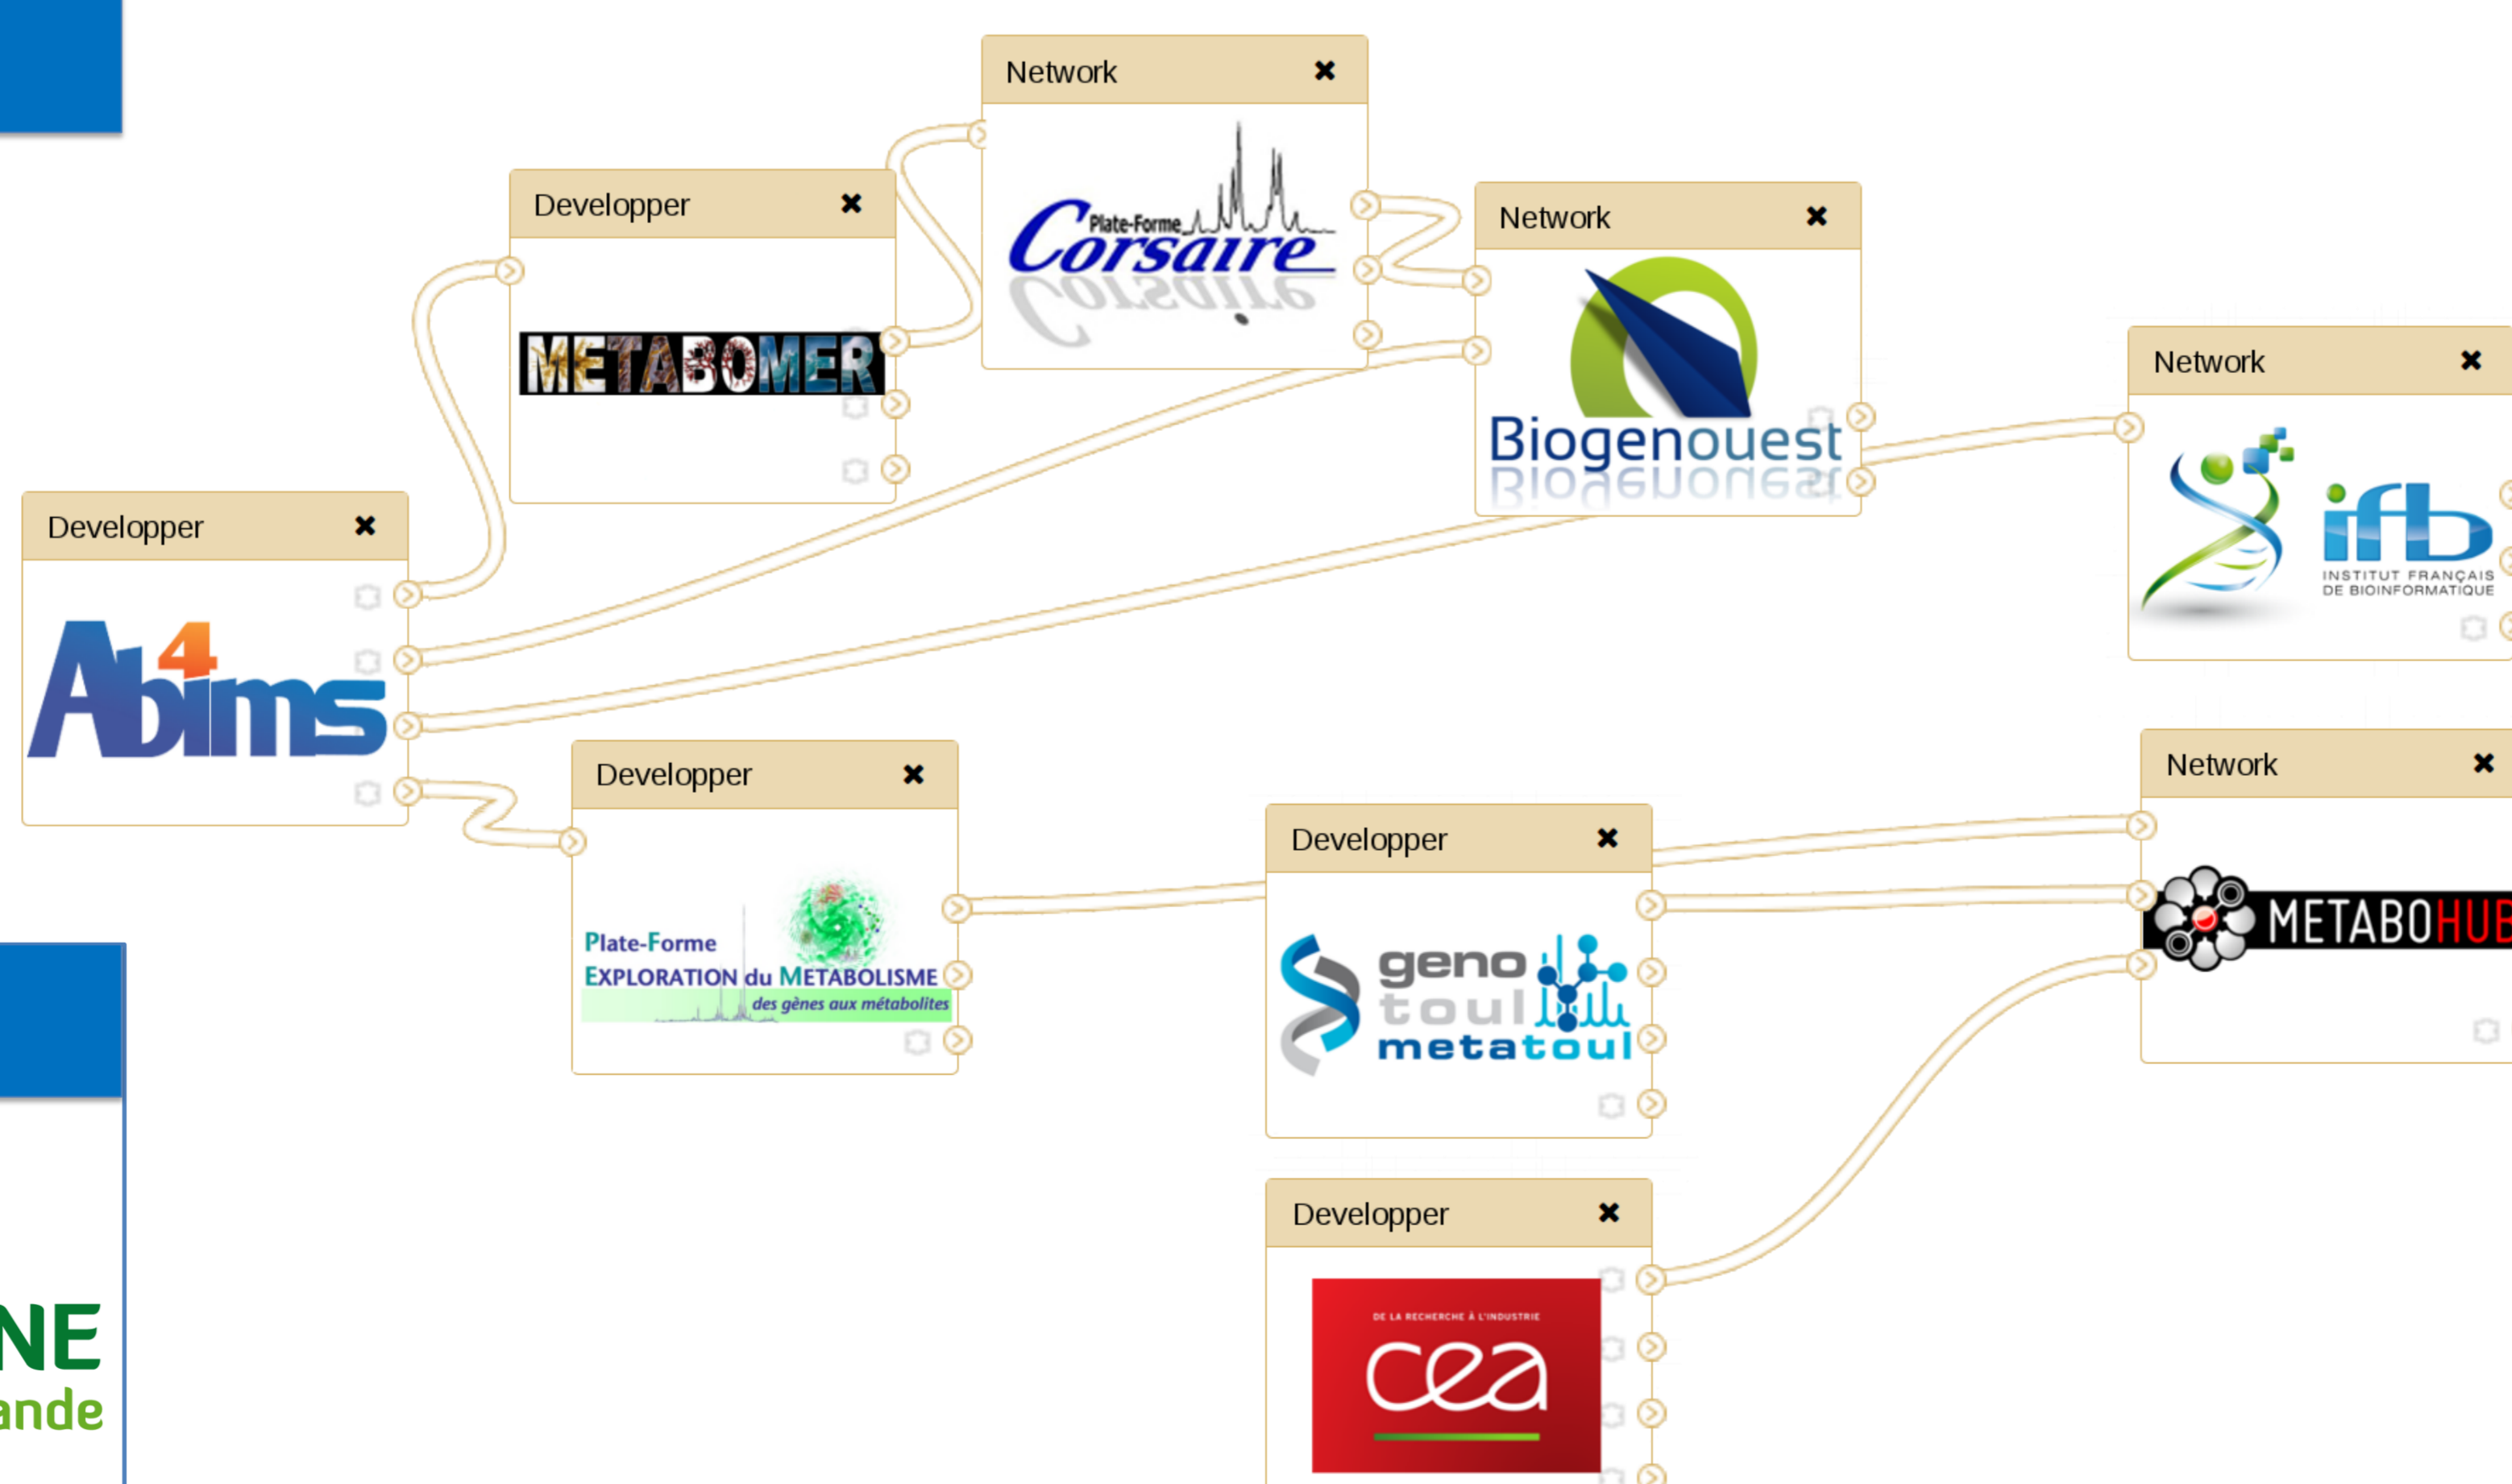 Network
Plate-Forme
Corsaire
Developper
METABOMER
Network
Biogenouest
Network
ifb
INSTITUT FRANÇAIS
DE BIOINFORMATIQUE
Developper
Abims
4
Developper
Plate-Forme
EXPLORATION du METABOLISME
des gènes aux métabolites
Developper
geno
toul
metatoul
Network
METABOHUB
Developper
DE LA RECHERCHE À L'INDUSTRIE
cea
NE
ande